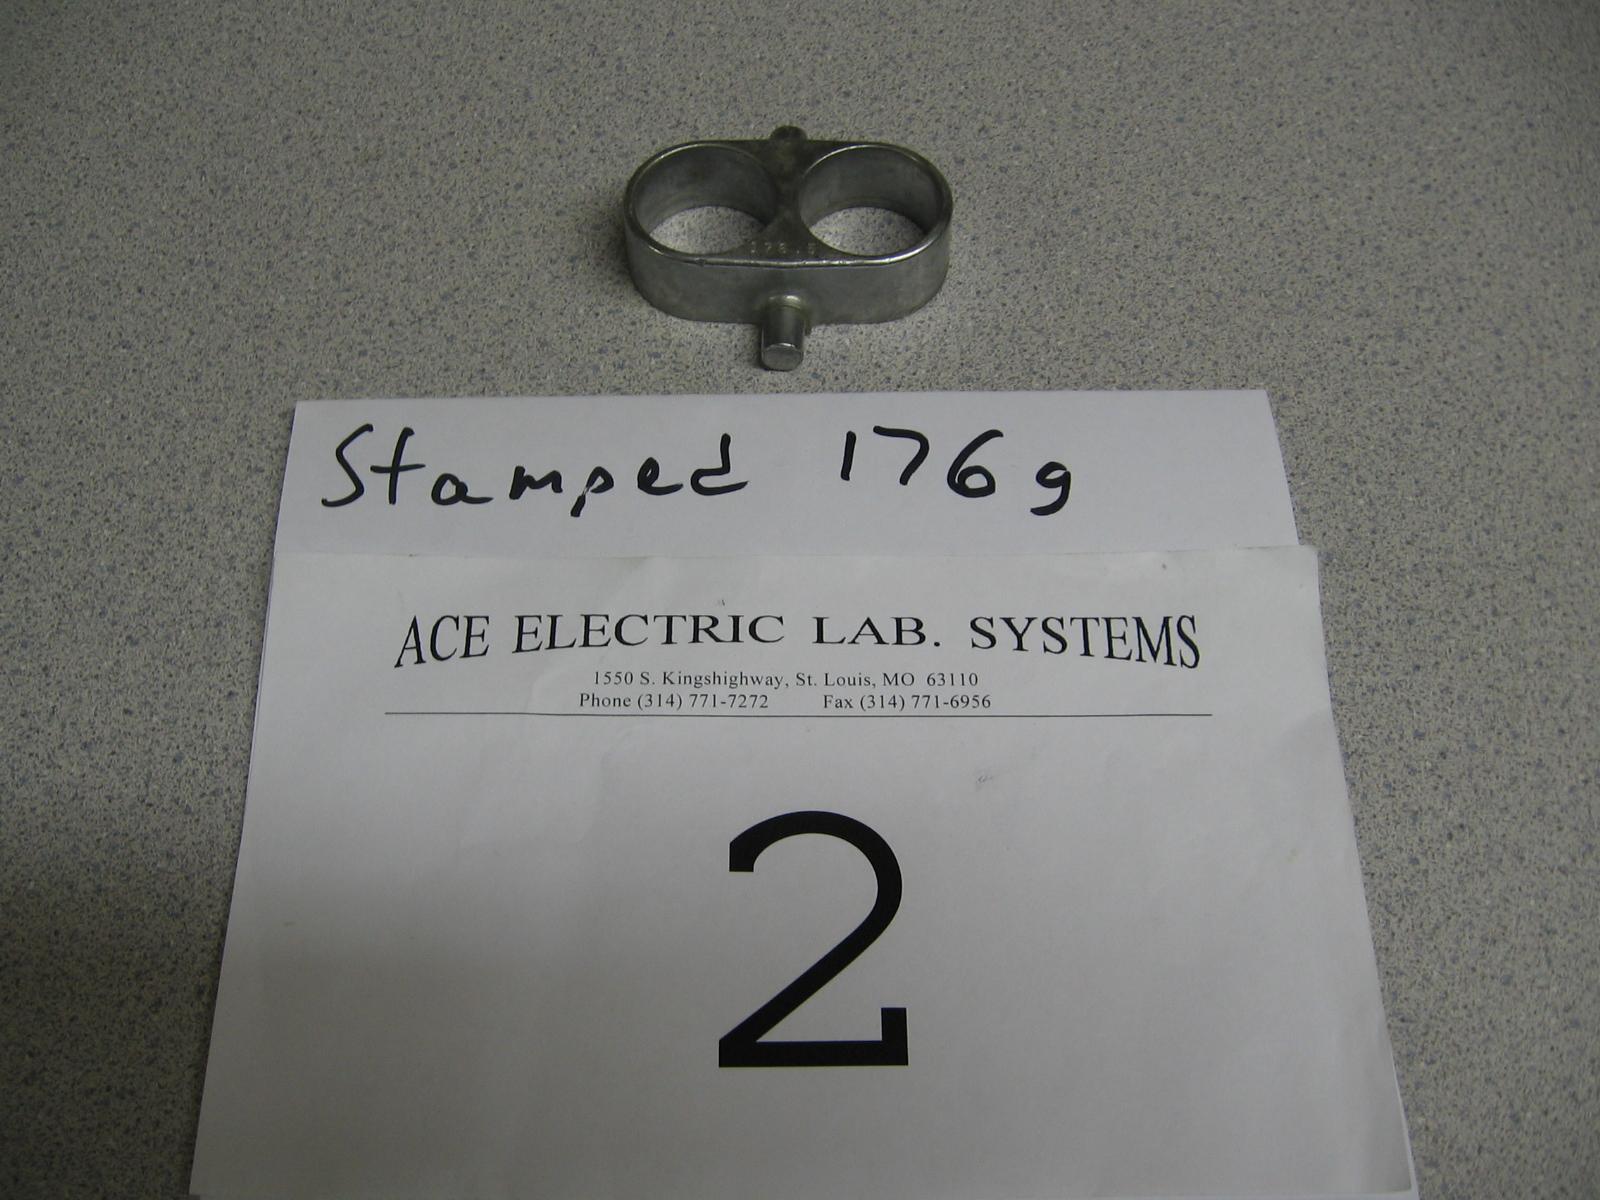 Stamped 176g
ACE ELECTRIC LAB. SYSTEMS
1550 S. Kingshighway, St. Louis, MO 63110
Phone (314) 771-7272 Fax (314) 771-6956
2